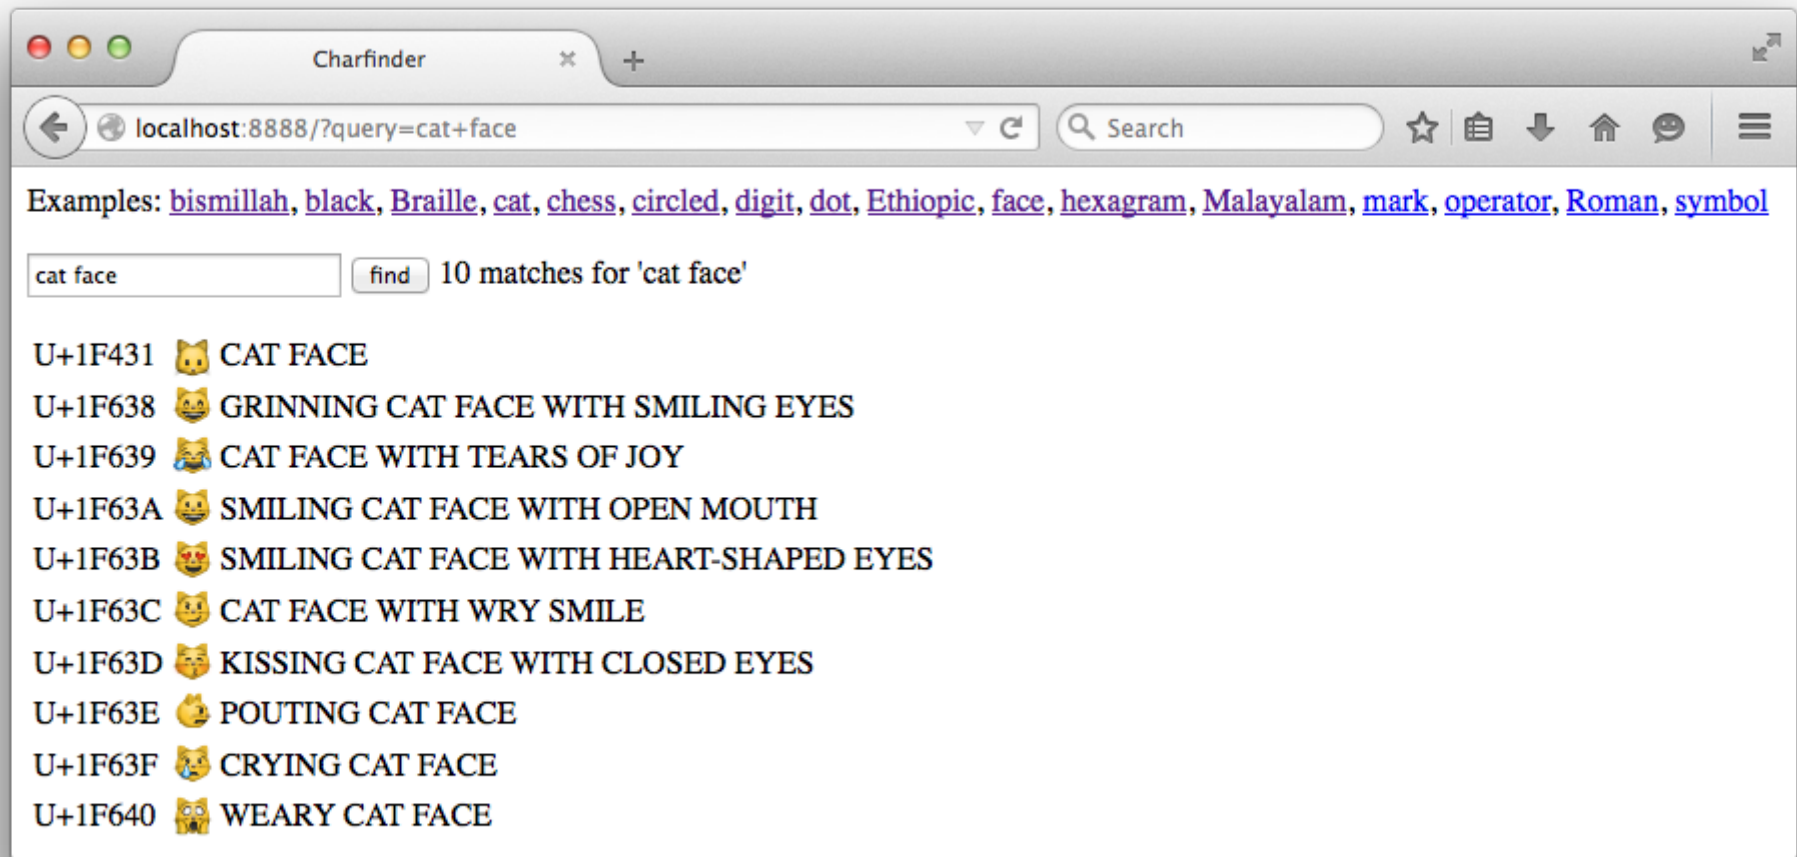 Charfinder
localhost:8888/?query=cat+face
Search
Examples: bismillah, black, Braille, cat, chess, circled, digit, dot, Ethiopic, face, hexagram, Malayalam, mark, operator, Roman, symbol
cat face find 10 matches for 'cat face'
U+1F431 🐱 CAT FACE
U+1F638 😸 GRINNING CAT FACE WITH SMILING EYES
U+1F639 😹 CAT FACE WITH TEARS OF JOY
U+1F63A 😺 SMILING CAT FACE WITH OPEN MOUTH
U+1F63B 😻 SMILING CAT FACE WITH HEART-SHAPED EYES
U+1F63C 😼 CAT FACE WITH WRY SMILE
U+1F63D 😽 KISSING CAT FACE WITH CLOSED EYES
U+1F63E 😾 POUTING CAT FACE
U+1F63F 😿 CRYING CAT FACE
U+1F640 🙀 WEARY CAT FACE